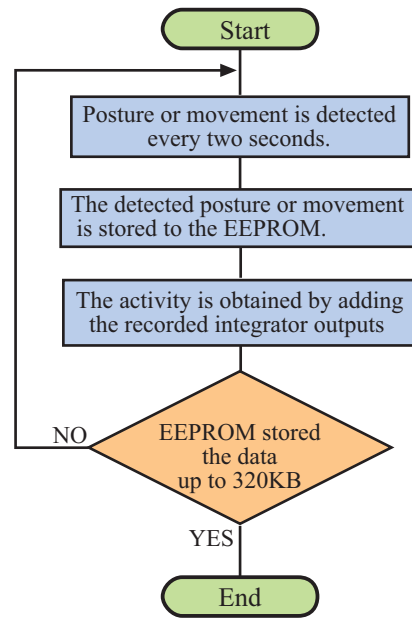 Start
Posture or movement is detected
every two seconds.
The detected posture or movement
is stored to the EEPROM.
The activity is obtained by adding
the recorded integrator outputs
NO
EEPROM stored
the data
up to 320KB
YES
End